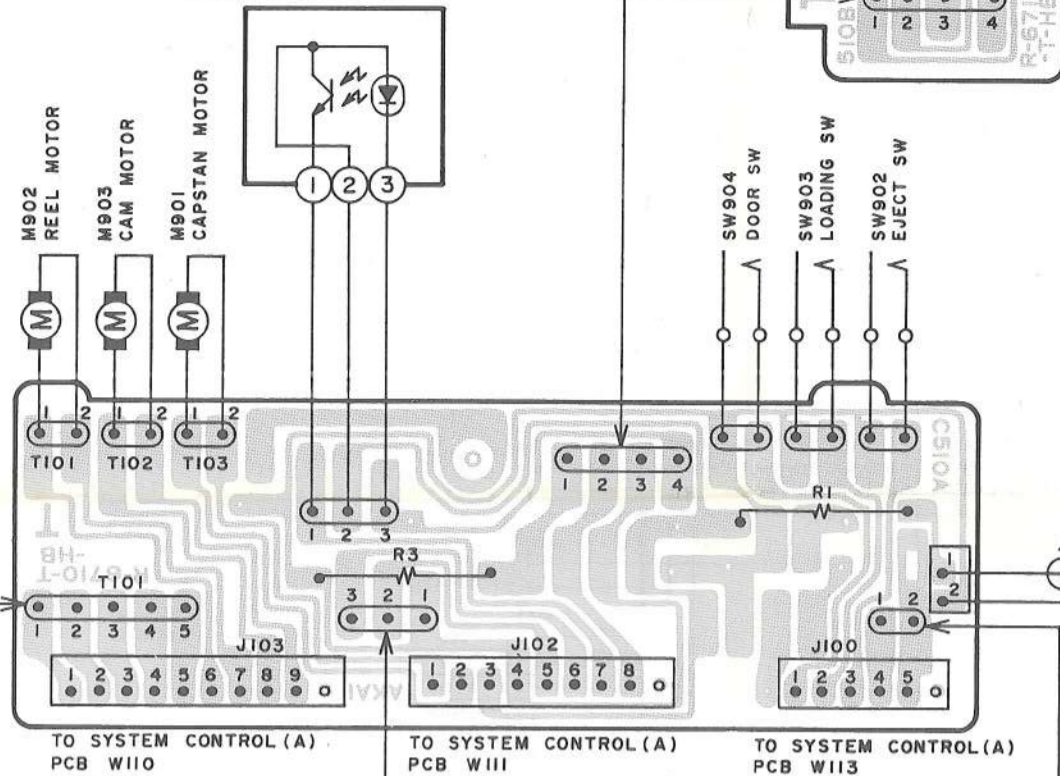 1 2 3 4
M902
REEL MOTOR
M903
CAM MOTOR
M901
CAPSTAN MOTOR
M
M
M
1 2 3
SW904
DOOR SW
SW903
LOADING SW
SW902
EJECT SW
1 2
1 2
1 2
T101
T102
T103
C510A
1 2 3 4
1 2 3
R1
R3
T101
1 2 3 4 5
3 2 1
1
2
1 2
J103
1 2 3 4 5 6 7 8 9
AKAI
J102
1 2 3 4 5 6 7 8
J100
1 2 3 4 5
TO SYSTEM CONTROL (A)
PCB W110
TO SYSTEM CONTROL (A)
PCB W111
TO SYSTEM CONTROL (A)
PCB W113